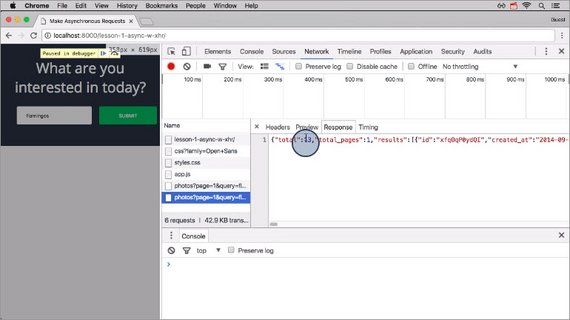 Chrome File Edit View History Bookmarks People Window Help
Make Asynchronous Requests
Guest
localhost:8000/lesson-1-async-w-xhr/
Paused in debugger
358px × 619px
What are you
interested in today?
flamingos
SUBMIT
Elements Console Sources Network Timeline Profiles Application Security Audits
View: Preserve log Disable cache Offline No throttling
100 ms 200 ms 300 ms 400 ms 500 ms 600 ms 700 ms 800 ms 900 ms 1000 ms
Name
Headers Preview Response Timing
lesson-1-async-w-xhr/
css?family=Open+Sans
styles.css
app.js
photos?page=1&query=fl...
photos?page=1&query=fl...
1 {"total":13,"total_pages":1,"results":[{"id":"xfq0qP0ydQI","created_at":"2014-09-
6 requests | 42.9 KB trans...
Console
top Preserve log